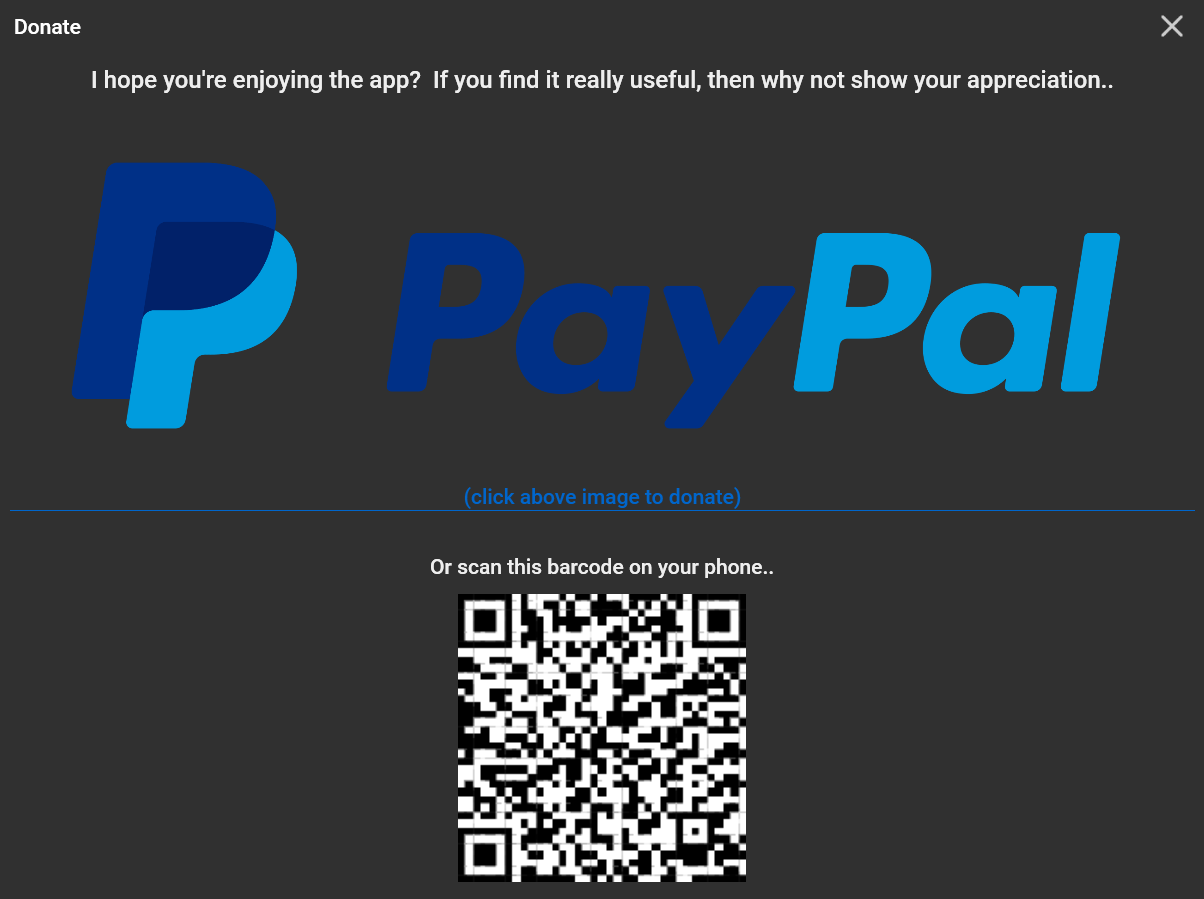 Donate
I hope you're enjoying the app?  If you find it really useful, then why not show your appreciation..
PayPal
(click above image to donate)
Or scan this barcode on your phone..